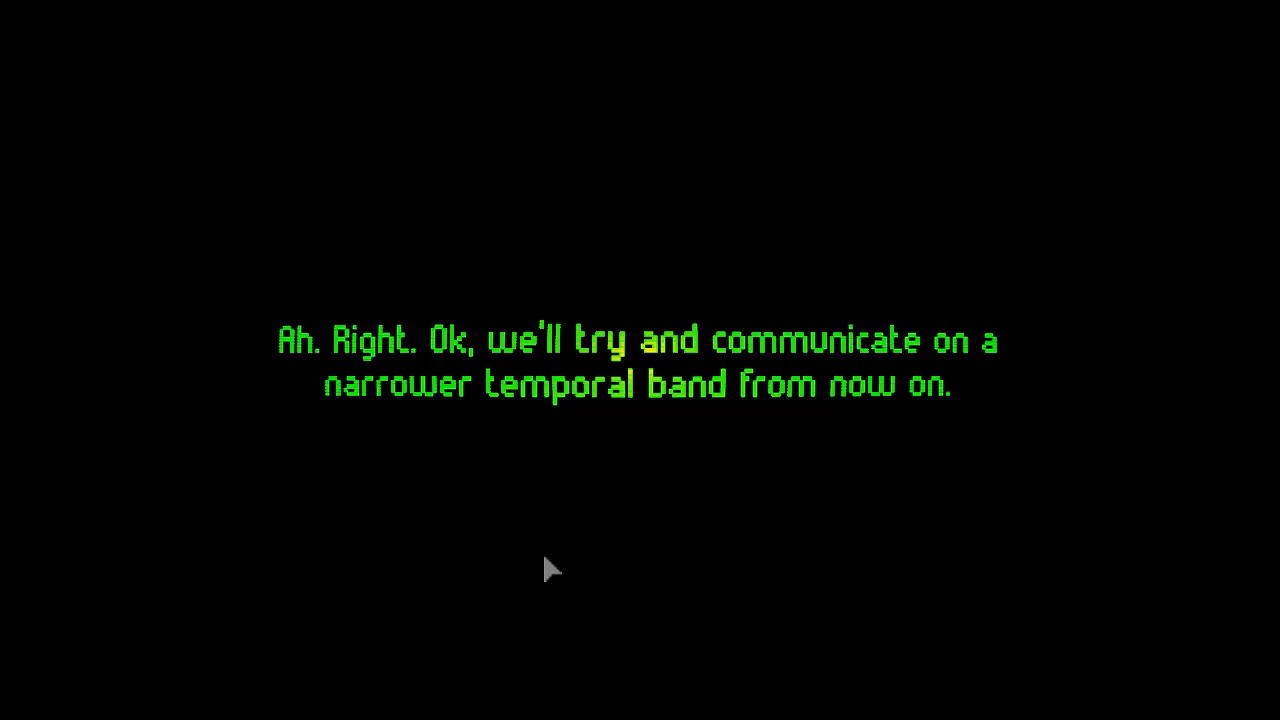 Ah. Right. Ok, we'll try and communicate on a
narrower temporal band from now on.